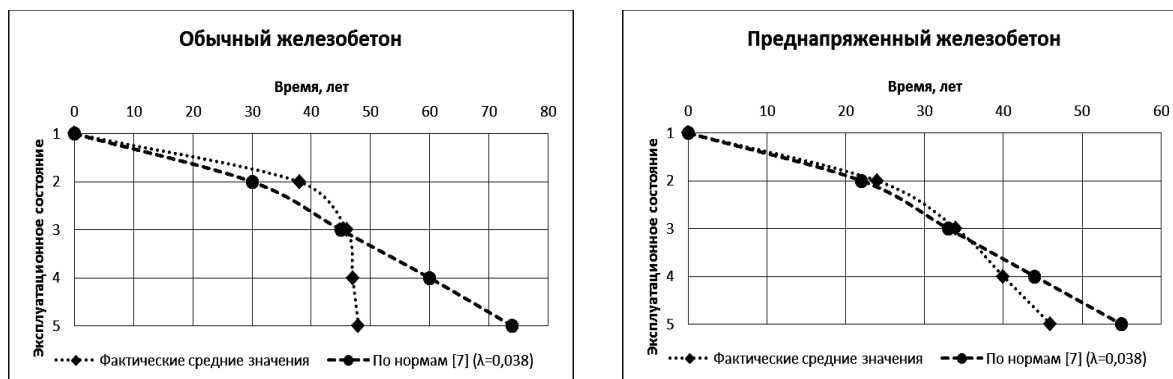 Обычный железобетон
Время, лет
0 10 20 30 40 50 60 70 80
Эксплуатационное состояние
1
2
3
4
5
Фактические средние значения По нормам [7] (λ=0,038)
Преднапряженный железобетон
Время, лет
0 10 20 30 40 50 60
Эксплуатационное состояние
1
2
3
4
5
Фактические средние значения По нормам [7] (λ=0,038)